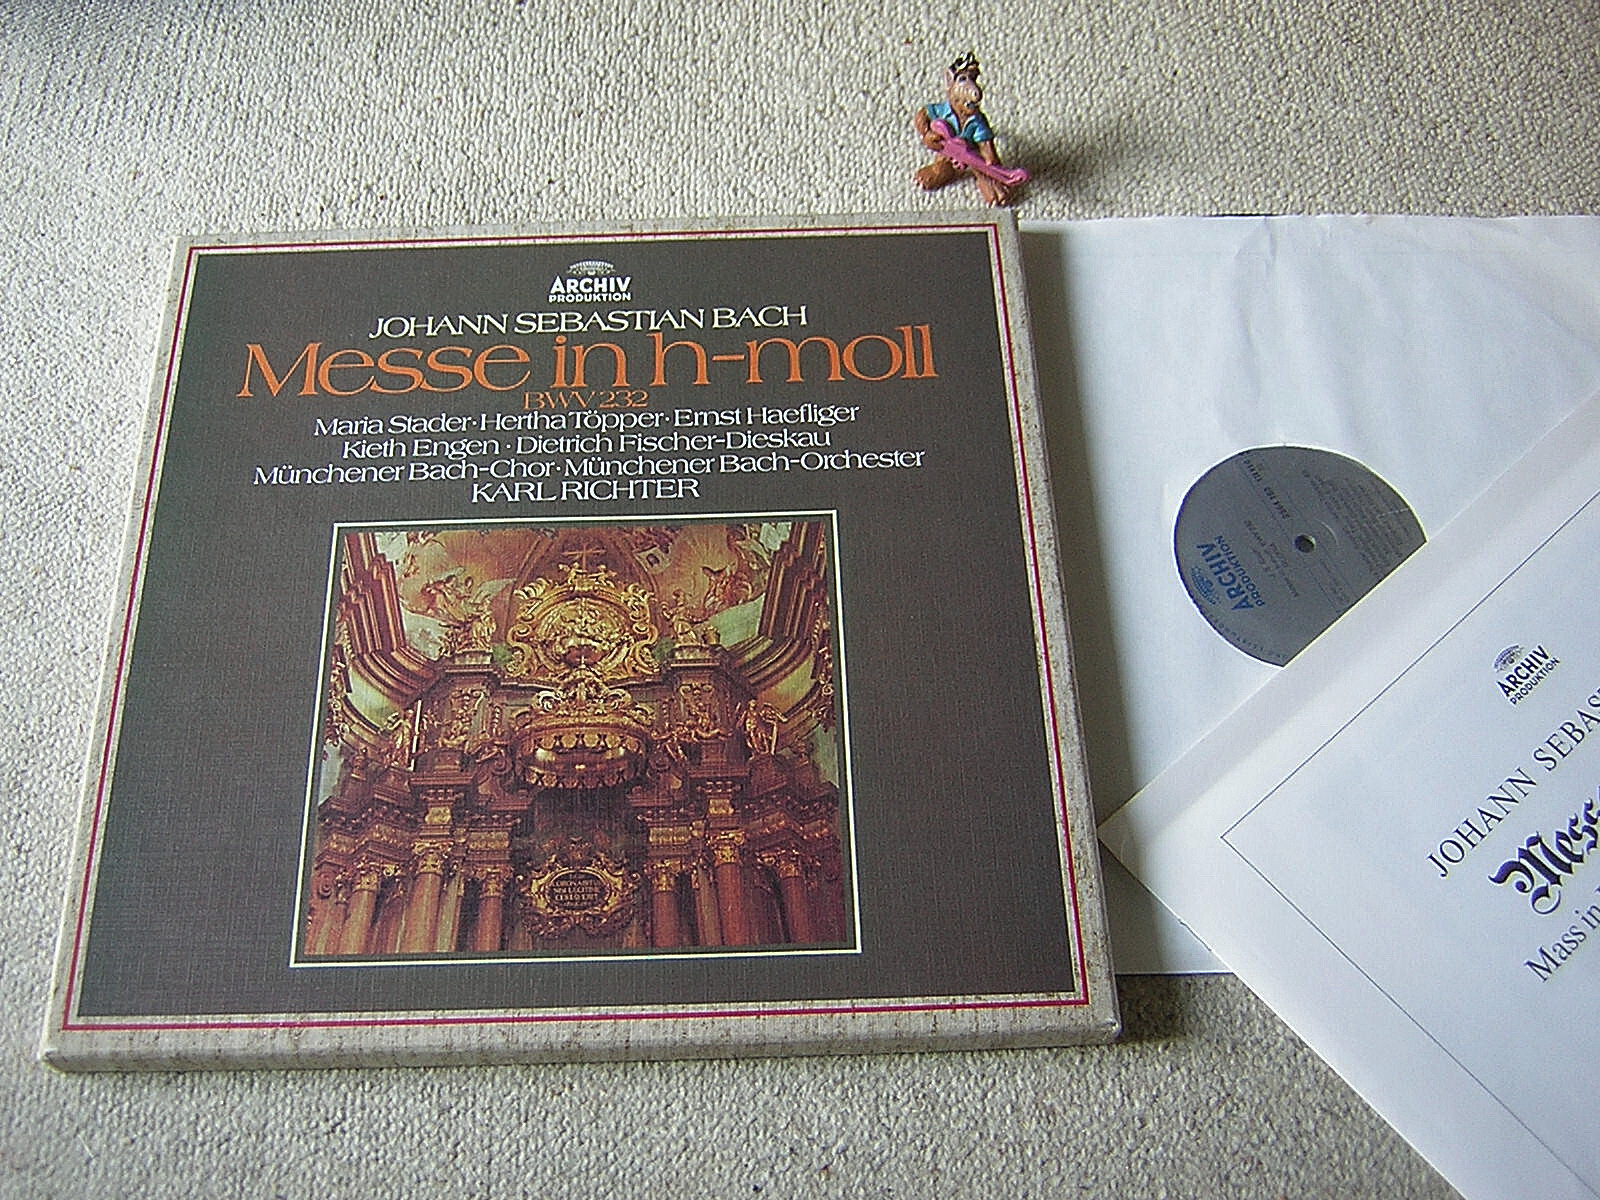 ARCHIV
PRODUKTION
JOHANN SEBASTIAN BACH
Messe in h-moll
BWV 232
Maria Stader · Hertha Töpper · Ernst Haefliger
Kieth Engen · Dietrich Fischer-Dieskau
Münchener Bach-Chor · Münchener Bach-Orchester
KARL RICHTER
ARCHIV
PRODUKTION
ARCHIV
PRODUKTION
JOHANN SEBAS
Mess
Mass in